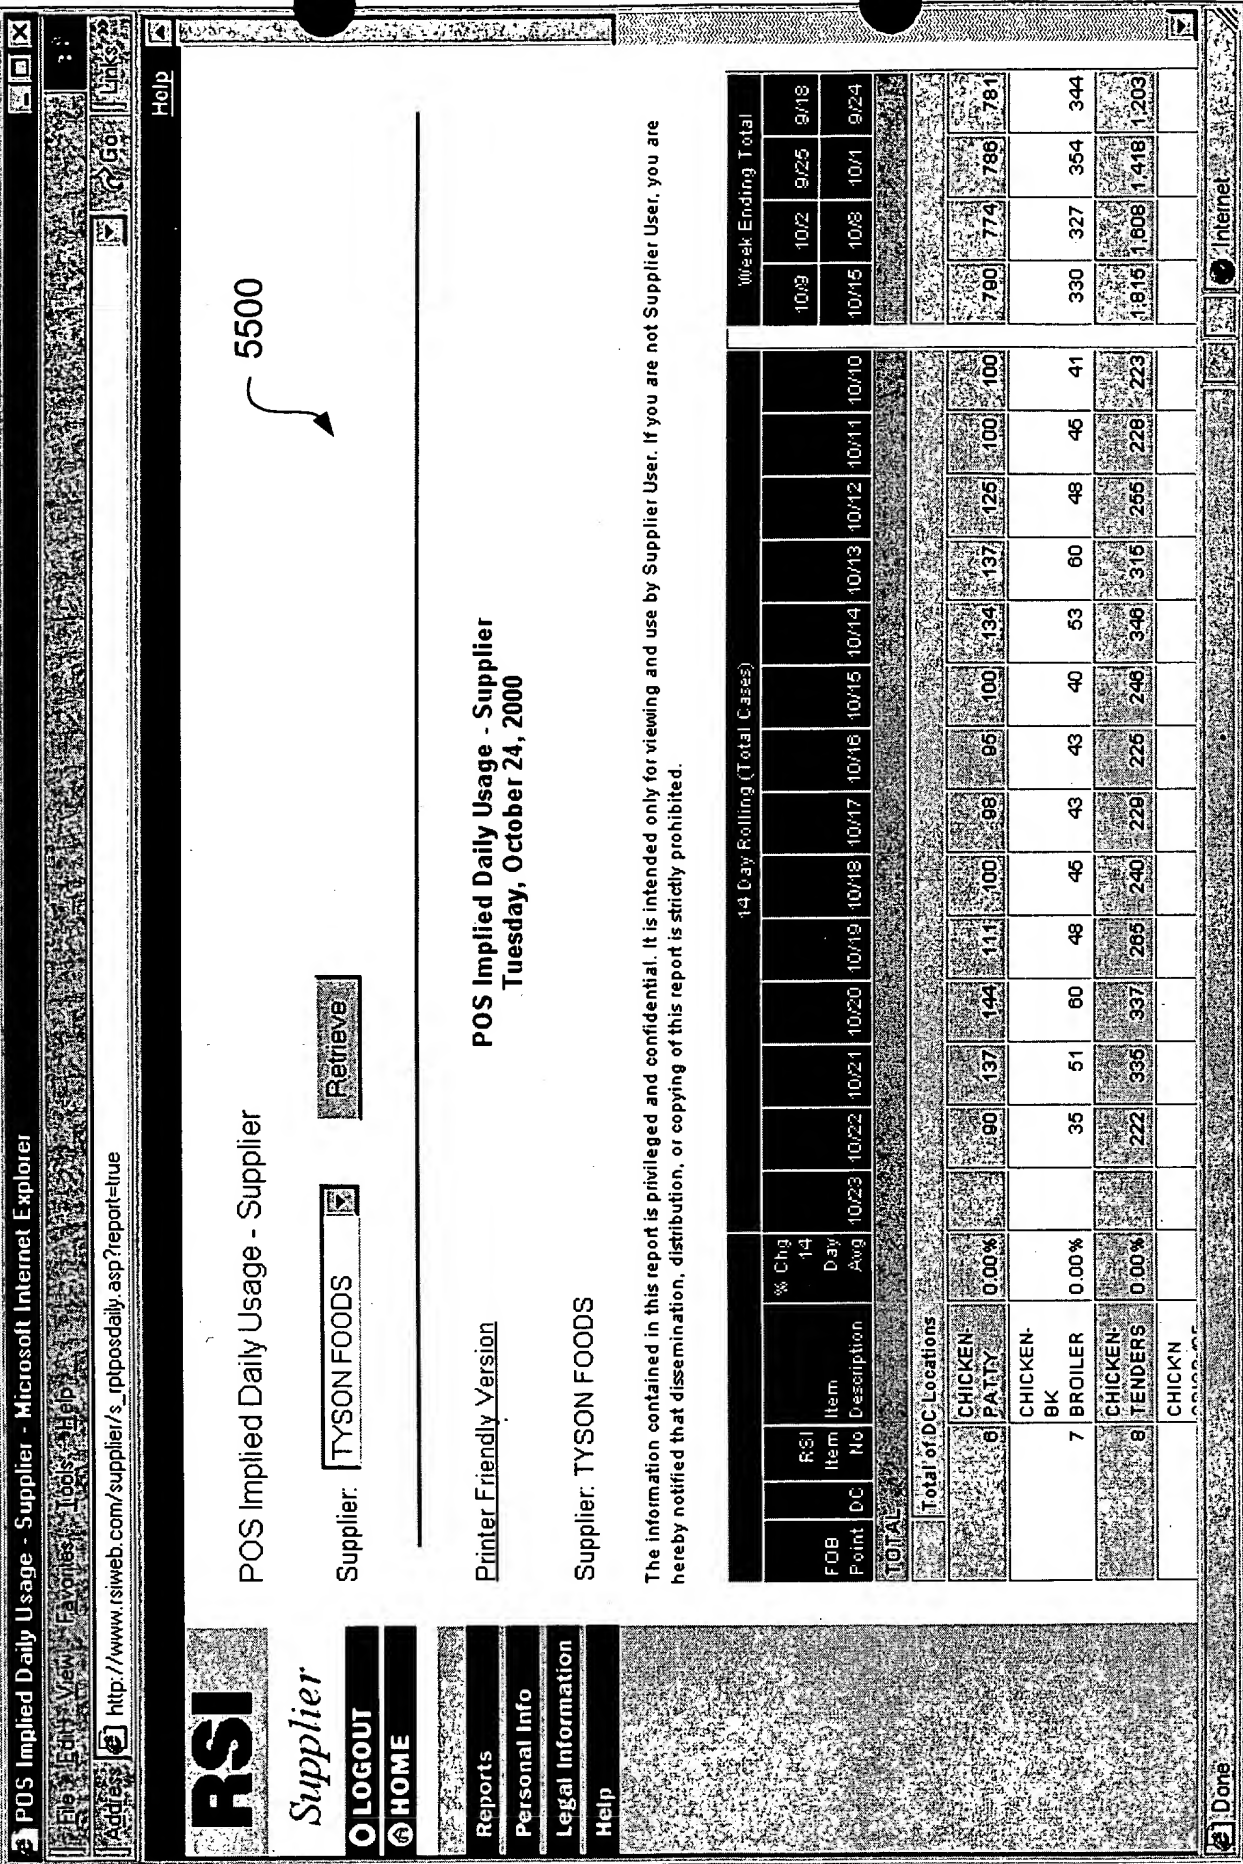 POS Implied Daily Usage - Supplier - Microsoft Internet Explorer
File Edit View Favorites Tools Help
Address http://www.rsiweb.com/supplier/s_rptposdaily.asp?report=true Go Links
Help
RSI
Supplier
LOGOUT
HOME
Reports
Personal Info
Legal Information
Help
POS Implied Daily Usage - Supplier
5500
Supplier: TYSON FOODS Retrieve
Printer Friendly Version
POS Implied Daily Usage - Supplier
Tuesday, October 24, 2000
Supplier: TYSON FOODS
The information contained in this report is privileged and confidential. It is intended only for viewing and use by Supplier User. If you are not Supplier User, you are
hereby notified that dissemination, distribution, or copying of this report is strictly prohibited.
14 Day Rolling (Total Cases) Week Ending Total
RSI % Chg 14 10/9 10/2 9/25 9/18
FOB Item Item Day
Point DC No Description Avg 10/23 10/22 10/21 10/20 10/19 10/18 10/17 10/16 10/15 10/14 10/13 10/12 10/11 10/10 10/15 10/8 10/1 9/24
TOTAL
Total of DC Locations
CHICKEN-
6 PATTY 0.00% 90 137 144 111 100 98 95 100 134 137 125 100 100 790 774 786 781
CHICKEN-
BK
7 BROILER 0.00% 35 51 60 48 45 43 43 40 53 60 48 45 41 330 327 354 344
CHICKEN-
8 TENDERS 0.00% 222 335 337 265 240 229 225 246 346 315 255 228 223 1,815 1,608 1,418 1,203
CHICK'N
Done Internet